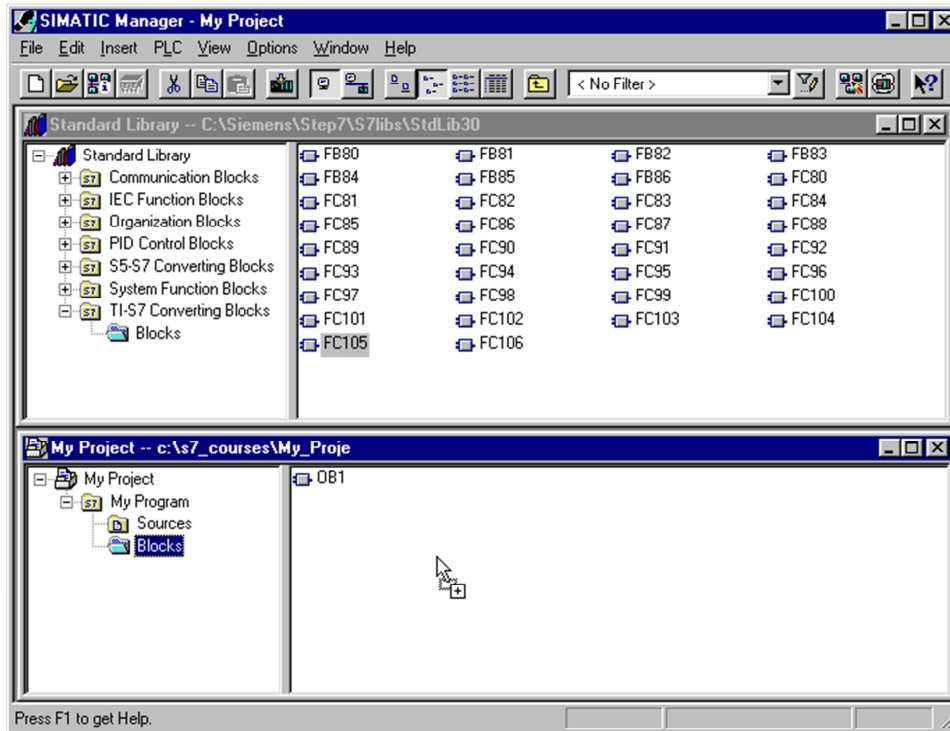 SIMATIC Manager - My Project
File Edit Insert PLC View Options Window Help
< No Filter >
Standard Library -- C:\Siemens\Step7\S7libs\StdLib30
Standard Library
Communication Blocks
IEC Function Blocks
Organization Blocks
PID Control Blocks
S5-S7 Converting Blocks
System Function Blocks
TI-S7 Converting Blocks
Blocks
FB80 FB81 FB82 FB83
FB84 FB85 FB86 FC80
FC81 FC82 FC83 FC84
FC85 FC86 FC87 FC88
FC89 FC90 FC91 FC92
FC93 FC94 FC95 FC96
FC97 FC98 FC99 FC100
FC101 FC102 FC103 FC104
FC105 FC106
My Project -- c:\s7_courses\My_Proje
My Project
My Program
Sources
Blocks
OB1
Press F1 to get Help.